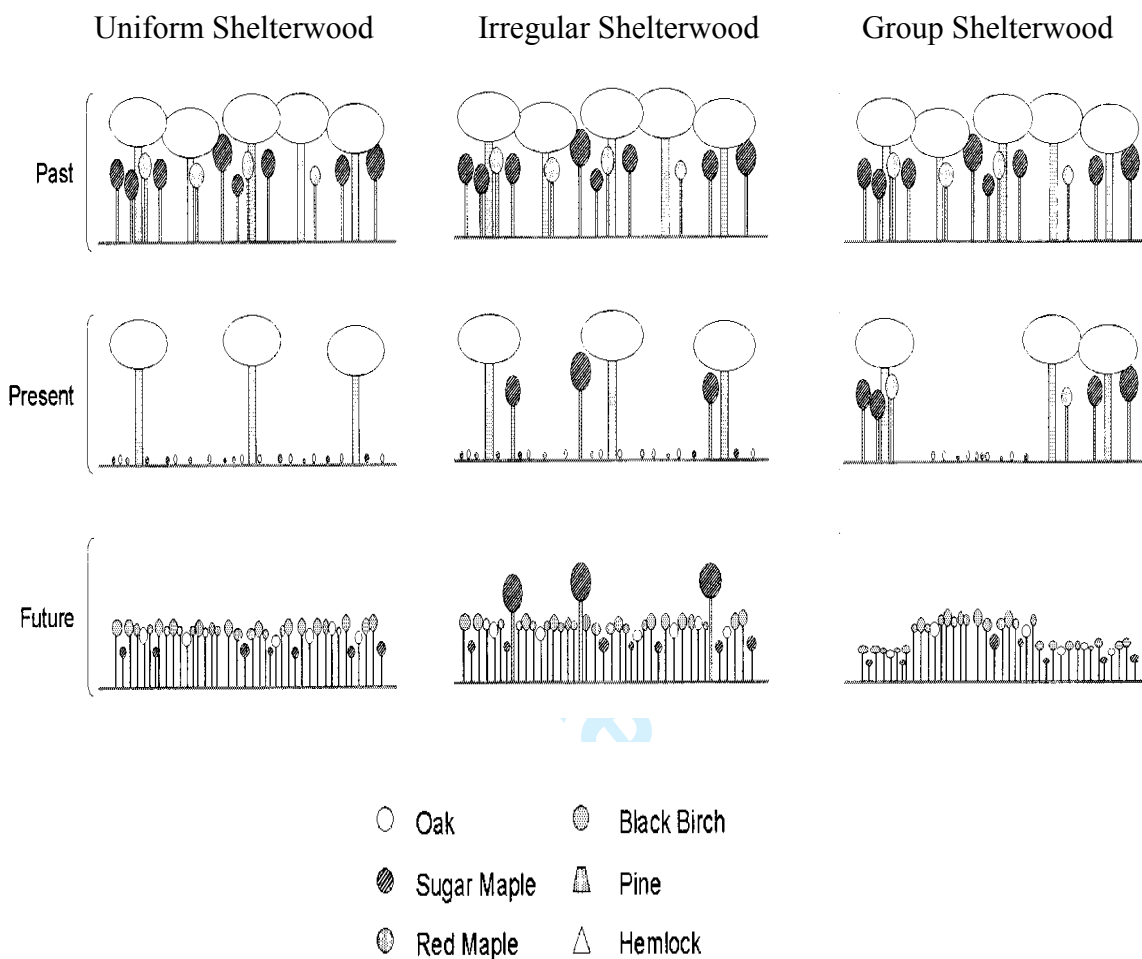 Uniform Shelterwood Irregular Shelterwood Group Shelterwood
Past
Present
Future
Oak Black Birch
Sugar Maple Pine
Red Maple Hemlock